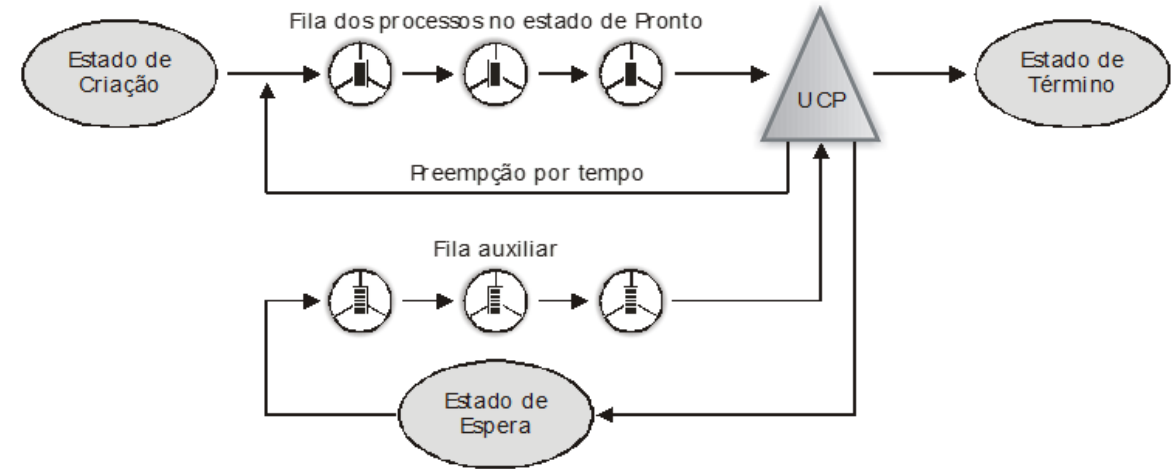 Fila dos processos no estado de Pronto
Estado de
Criação
UCP
Estado de
Término
Preempção por tempo
Fila auxiliar
Estado de
Espera